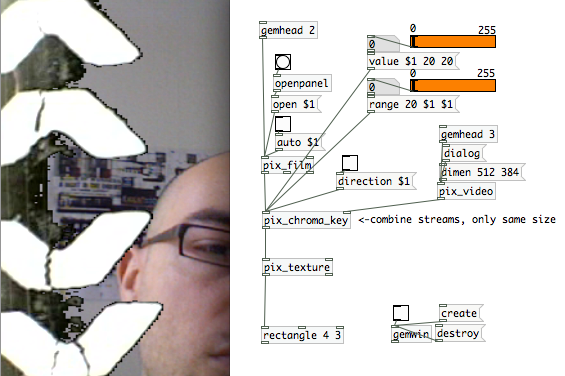 gemhead 2
0
255
0
openpanel
value $1 20 20
0
255
0
open $1
range 20 $1 $1
auto $1
gemhead 3
dialog
pix_film
dimen 512 384
direction $1
pix_video
pix_chroma_key
<-combine streams, only same size
pix_texture
create
rectangle 4 3
gemwin
destroy